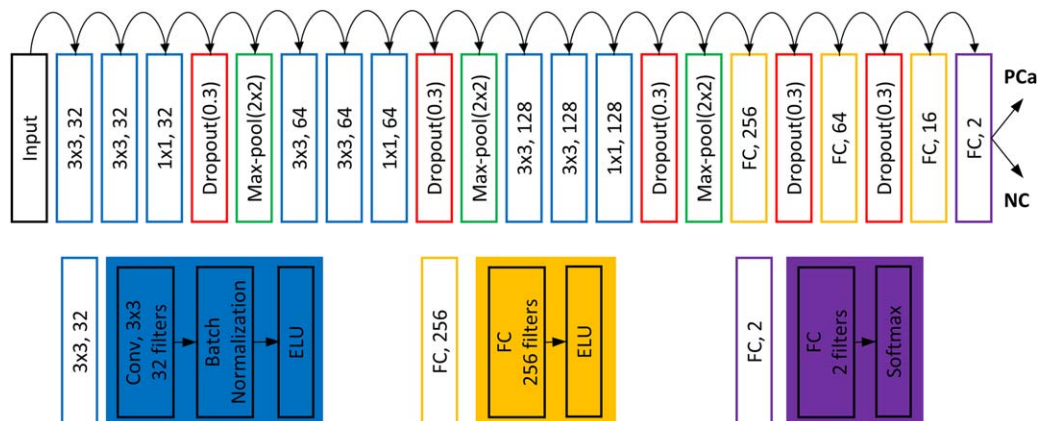 Input
3x3, 32
3x3, 32
1x1, 32
Dropout(0.3)
Max-pool(2x2)
3x3, 64
3x3, 64
1x1, 64
Dropout(0.3)
Max-pool(2x2)
3x3, 128
3x3, 128
1x1, 128
Dropout(0.3)
Max-pool(2x2)
FC, 256
Dropout(0.3)
FC, 64
Dropout(0.3)
FC, 16
FC, 2
PCa
NC
3x3, 32
Conv, 3x3
32 filters
Batch
Normalization
ELU
FC, 256
FC
256 filters
ELU
FC, 2
FC
2 filters
Softmax